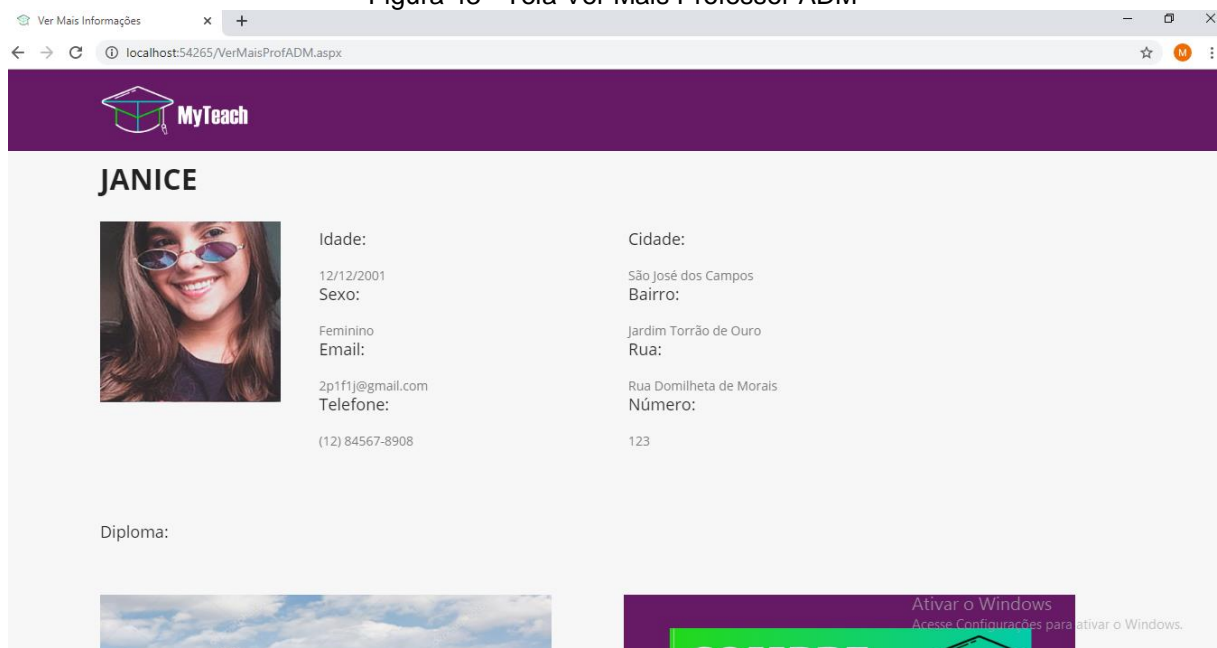 Ver Mais Informações
localhost:54265/VerMaisProfADM.aspx
M
MyTeach
JANICE
Idade:
12/12/2001
Sexo:
Feminino
Email:
2p1f1j@gmail.com
Telefone:
(12) 84567-8908
Cidade:
São José dos Campos
Bairro:
Jardim Torrão de Ouro
Rua:
Rua Domilheta de Morais
Número:
123
Diploma:
Ativar o Windows
Acesse Configurações para ativar o Windows.